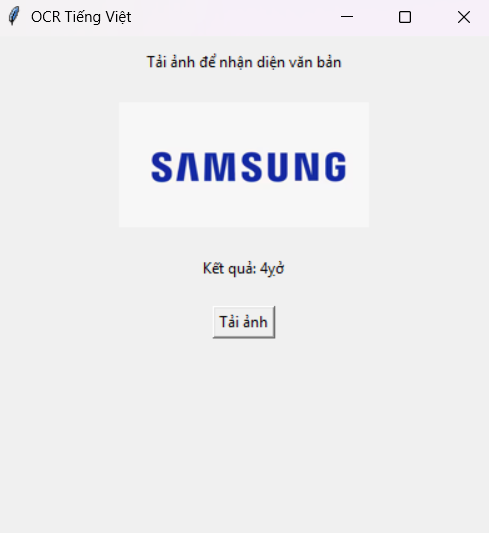 OCR Tiếng Việt
Tải ảnh để nhận diện văn bản
SAMSUNG
Kết quả: 4yở
Tải ảnh